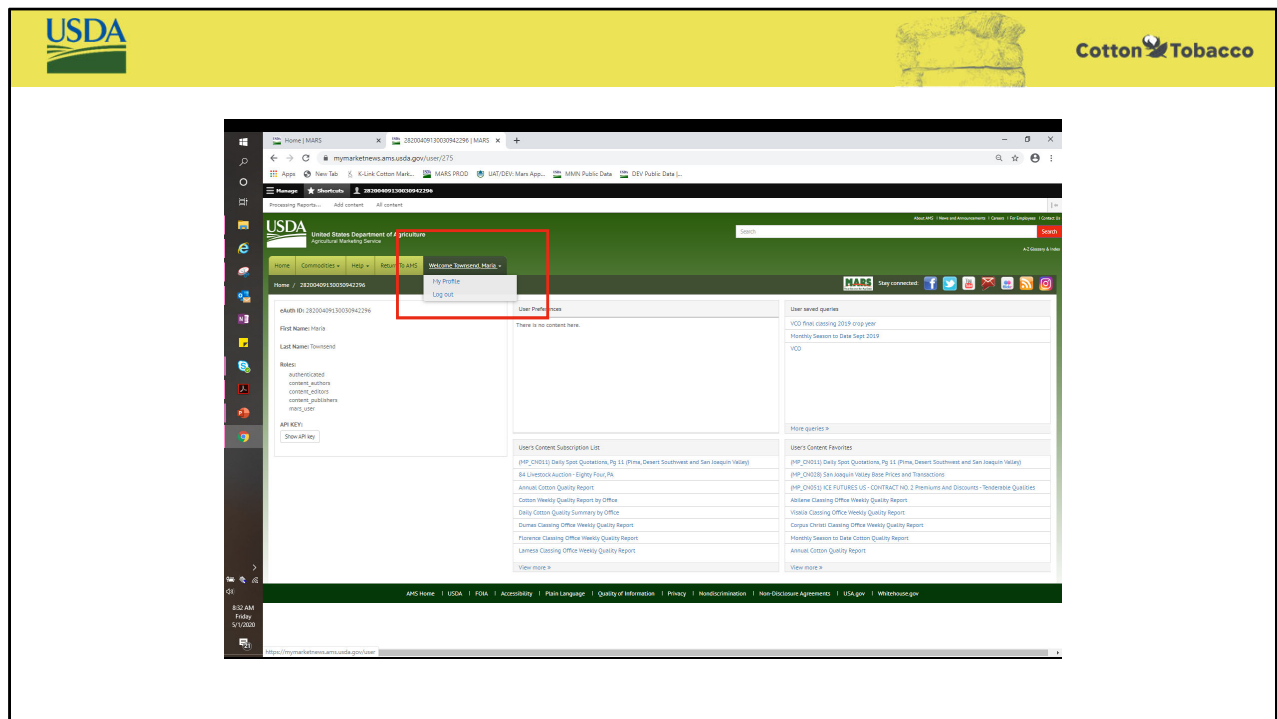 USDA
Cotton Tobacco
Home | MARS
28200409130030942296 | MARS
mymarketnews.ams.usda.gov/user/275
Apps New Tab K-Link Cotton Mark... MARS PROD UAT/DEV: Mars App... MMN Public Data DEV Public Data (...
Manage Shortcuts 28200409130030942296
Processing Reports... Add content All content
About AMS | News and Announcements | Careers | For Employees | Contact Us
USDA
United States Department of Agriculture
Agricultural Marketing Service
Search
Search
A-Z Glossary & Index
Home Commodities Help Return To AMS Welcome Townsend, Maria
My Profile
Log out
Home / 28200409130030942296
MARS
Stay connected:
eAuth ID: 28200409130030942296
First Name: Maria
Last Name: Townsend
Roles:
authenticated
content_authors
content_editors
content_publishers
mars_user
API KEY:
Show API key
User Preferences
There is no content here.
User saved queries
VCO final classing 2019 crop year
Monthly Season to Date Sept 2019
VCO
More queries »
User's Content Subscription List
(MP_CN011) Daily Spot Quotations, Pg 11 (Pima, Desert Southwest and San Joaquin Valley)
84 Livestock Auction - Eighty Four, PA
Annual Cotton Quality Report
Cotton Weekly Quality Report by Office
Daily Cotton Quality Summary by Office
Dumas Classing Office Weekly Quality Report
Florence Classing Office Weekly Quality Report
Lamesa Classing Office Weekly Quality Report
View more »
User's Content Favorites
(MP_CN011) Daily Spot Quotations, Pg 11 (Pima, Desert Southwest and San Joaquin Valley)
(MP_CN028) San Joaquin Valley Base Prices and Transactions
(MP_CN031) ICE FUTURES US - CONTRACT NO. 2 Premiums And Discounts - Tenderable Qualities
Abilene Classing Office Weekly Quality Report
Visalia Classing Office Weekly Quality Report
Corpus Christi Classing Office Weekly Quality Report
Monthly Season to Date Cotton Quality Report
Annual Cotton Quality Report
View more »
AMS Home | USDA | FOIA | Accessibility | Plain Language | Quality of Information | Privacy | Nondiscrimination | Non-Disclosure Agreements | USA.gov | Whitehouse.gov
8:32 AM
Friday
5/1/2020
21
https://mymarketnews.ams.usda.gov/user